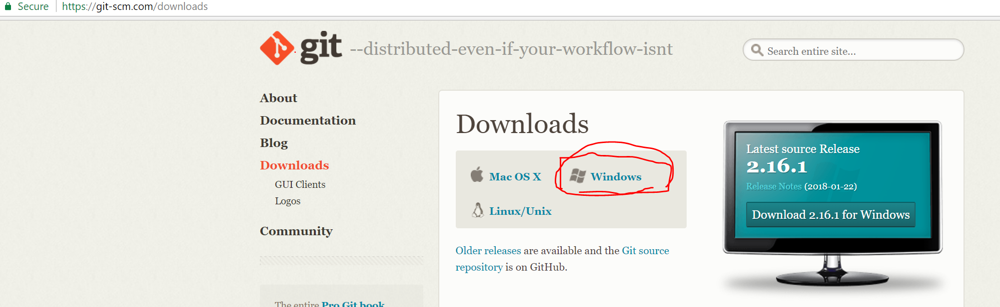 Secure https://git-scm.com/downloads
git --distributed-even-if-your-workflow-isnt
Search entire site...
About
Documentation
Blog
Downloads
GUI Clients
Logos
Community
The entire Pro Git book
Downloads
Mac OS X
Windows
Linux/Unix
Older releases are available and the Git source
repository is on GitHub.
Latest source Release
2.16.1
Release Notes (2018-01-22)
Download 2.16.1 for Windows